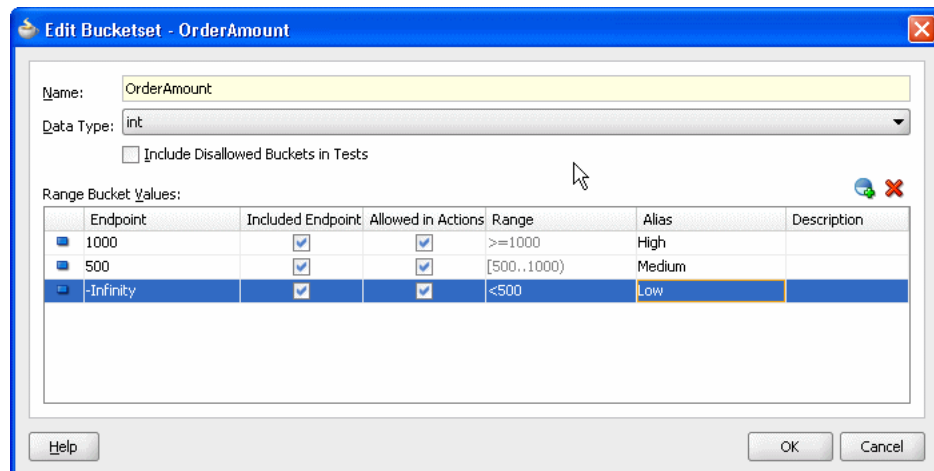 Edit Bucketset - OrderAmount
Name: OrderAmount
Data Type: int
Include Disallowed Buckets in Tests
Range Bucket Values:
Endpoint Included Endpoint Allowed in Actions Range Alias Description
1000 >=1000 High
500 [500..1000) Medium
-Infinity <500 Low
Help OK Cancel